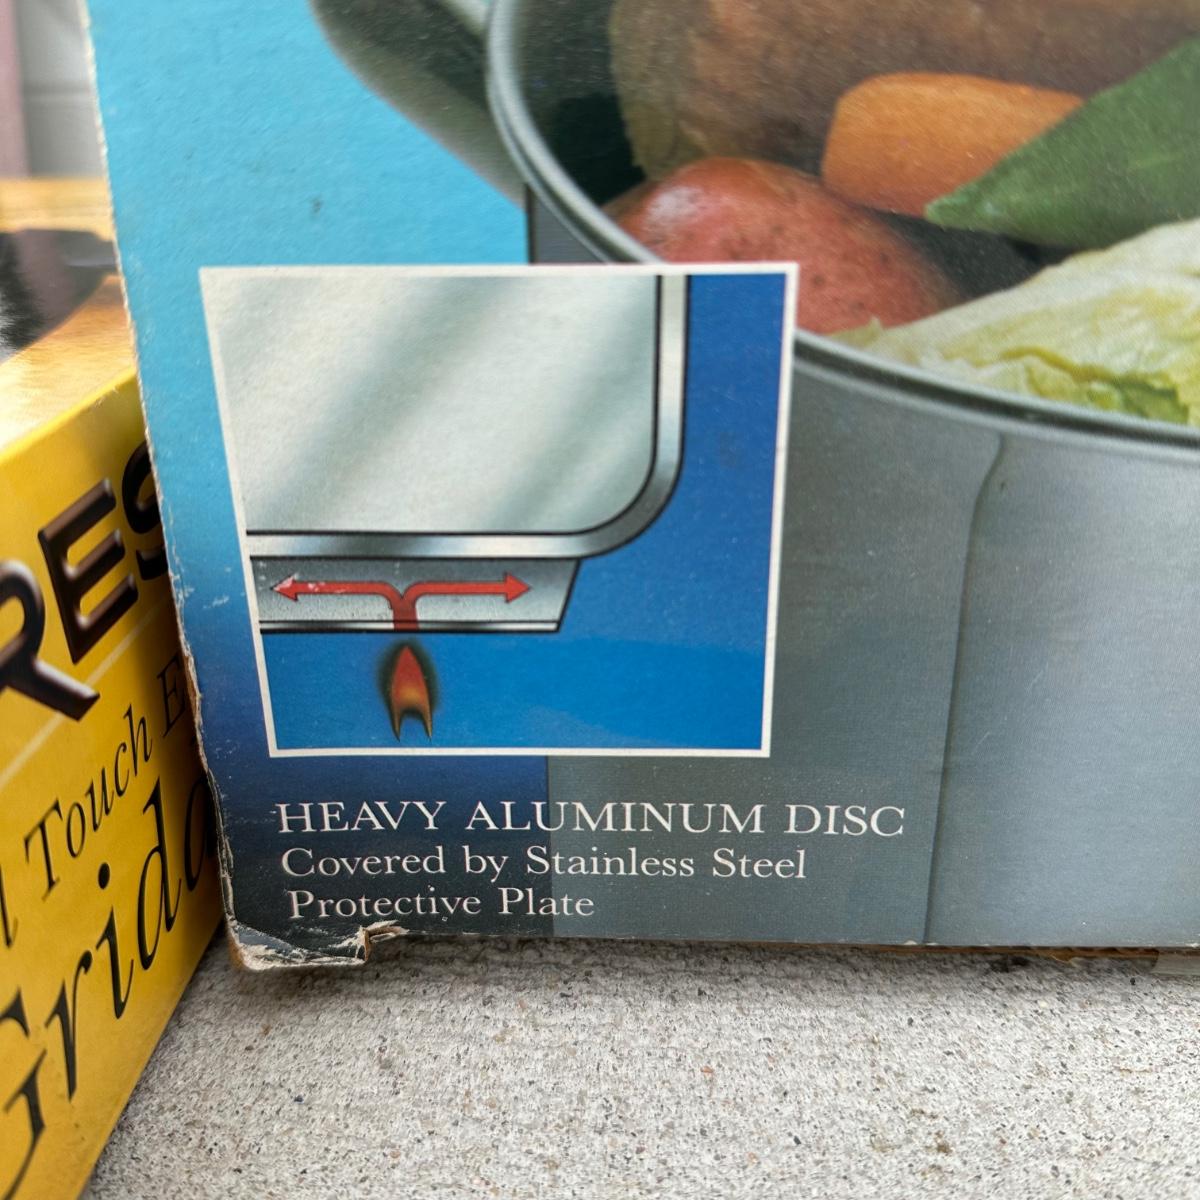 RES
Touch E
Grid
HEAVY ALUMINUM DISC
Covered by Stainless Steel
Protective Plate